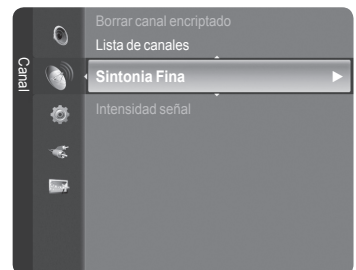 Canal
Borrar canal encriptado
Lista de canales
Sintonia Fina
Intensidad señal